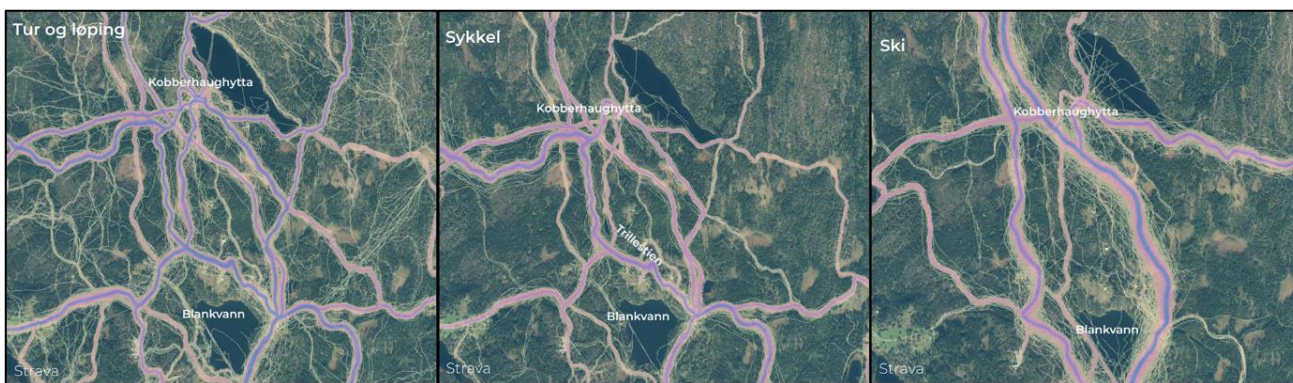 Tur og løping
Kobberhaughytta
Blankvann
Strava
Sykkel
Kobberhaughytta
Trillestien
Blankvann
Strava
Ski
Kobberhaughytta
Blankvann
Strava